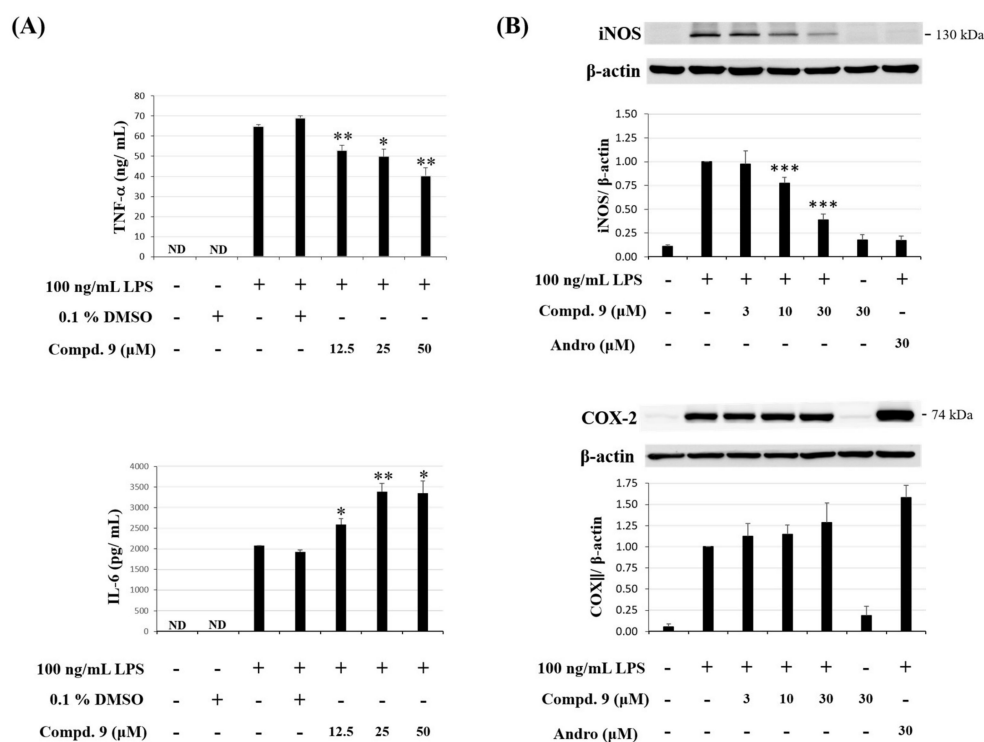 (A)
TNF-α (ng/ mL)
80
70
60
50
40
30
20
10
0
ND ND ** * **
100 ng/mL LPS - - + + + + +
0.1 % DMSO - + - + - - -
Compd. 9 (μM) - - - - 12.5 25 50
IL-6 (pg/ mL)
4000
3500
3000
2500
2000
1500
1000
500
0
ND ND * ** *
100 ng/mL LPS - - + + + + +
0.1 % DMSO - + - + - - -
Compd. 9 (μM) - - - - 12.5 25 50
(B)
iNOS - 130 kDa
β-actin
iNOS/ β-actin
1.50
1.25
1.00
0.75
0.50
0.25
0.00
*** ***
100 ng/mL LPS - + + + + - +
Compd. 9 (μM) - - 3 10 30 30 -
Andro (μM) - - - - - - 30
COX-2 - 74 kDa
β-actin
COX||/ β-actin
1.75
1.50
1.25
1.00
0.75
0.50
0.25
0.00
100 ng/mL LPS - + + + + - +
Compd. 9 (μM) - - 3 10 30 30 -
Andro (μM) - - - - - - 30